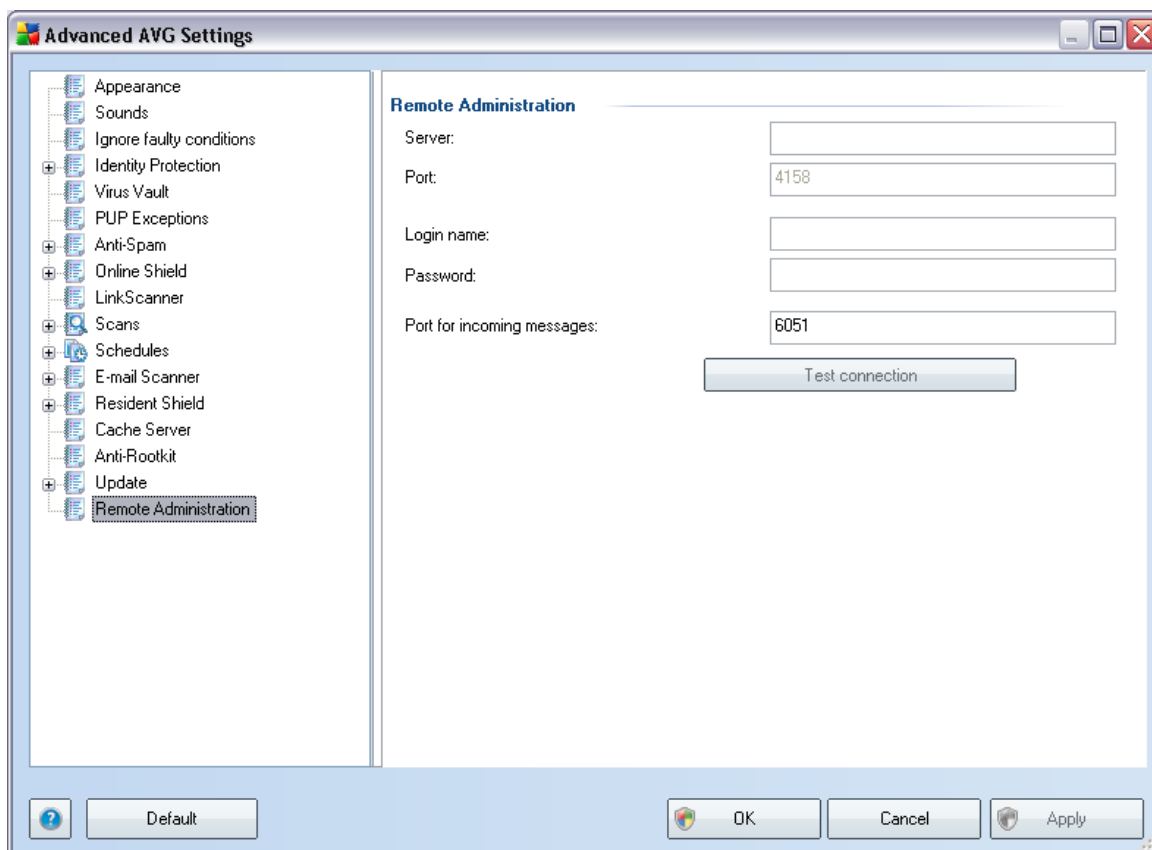 Advanced AVG Settings
Appearance
Sounds
Ignore faulty conditions
Identity Protection
Virus Vault
PUP Exceptions
Anti-Spam
Online Shield
LinkScanner
Scans
Schedules
E-mail Scanner
Resident Shield
Cache Server
Anti-Rootkit
Update
Remote Administration
Remote Administration
Server:
Port: 4158
Login name:
Password:
Port for incoming messages: 6051
Test connection
? Default OK Cancel Apply